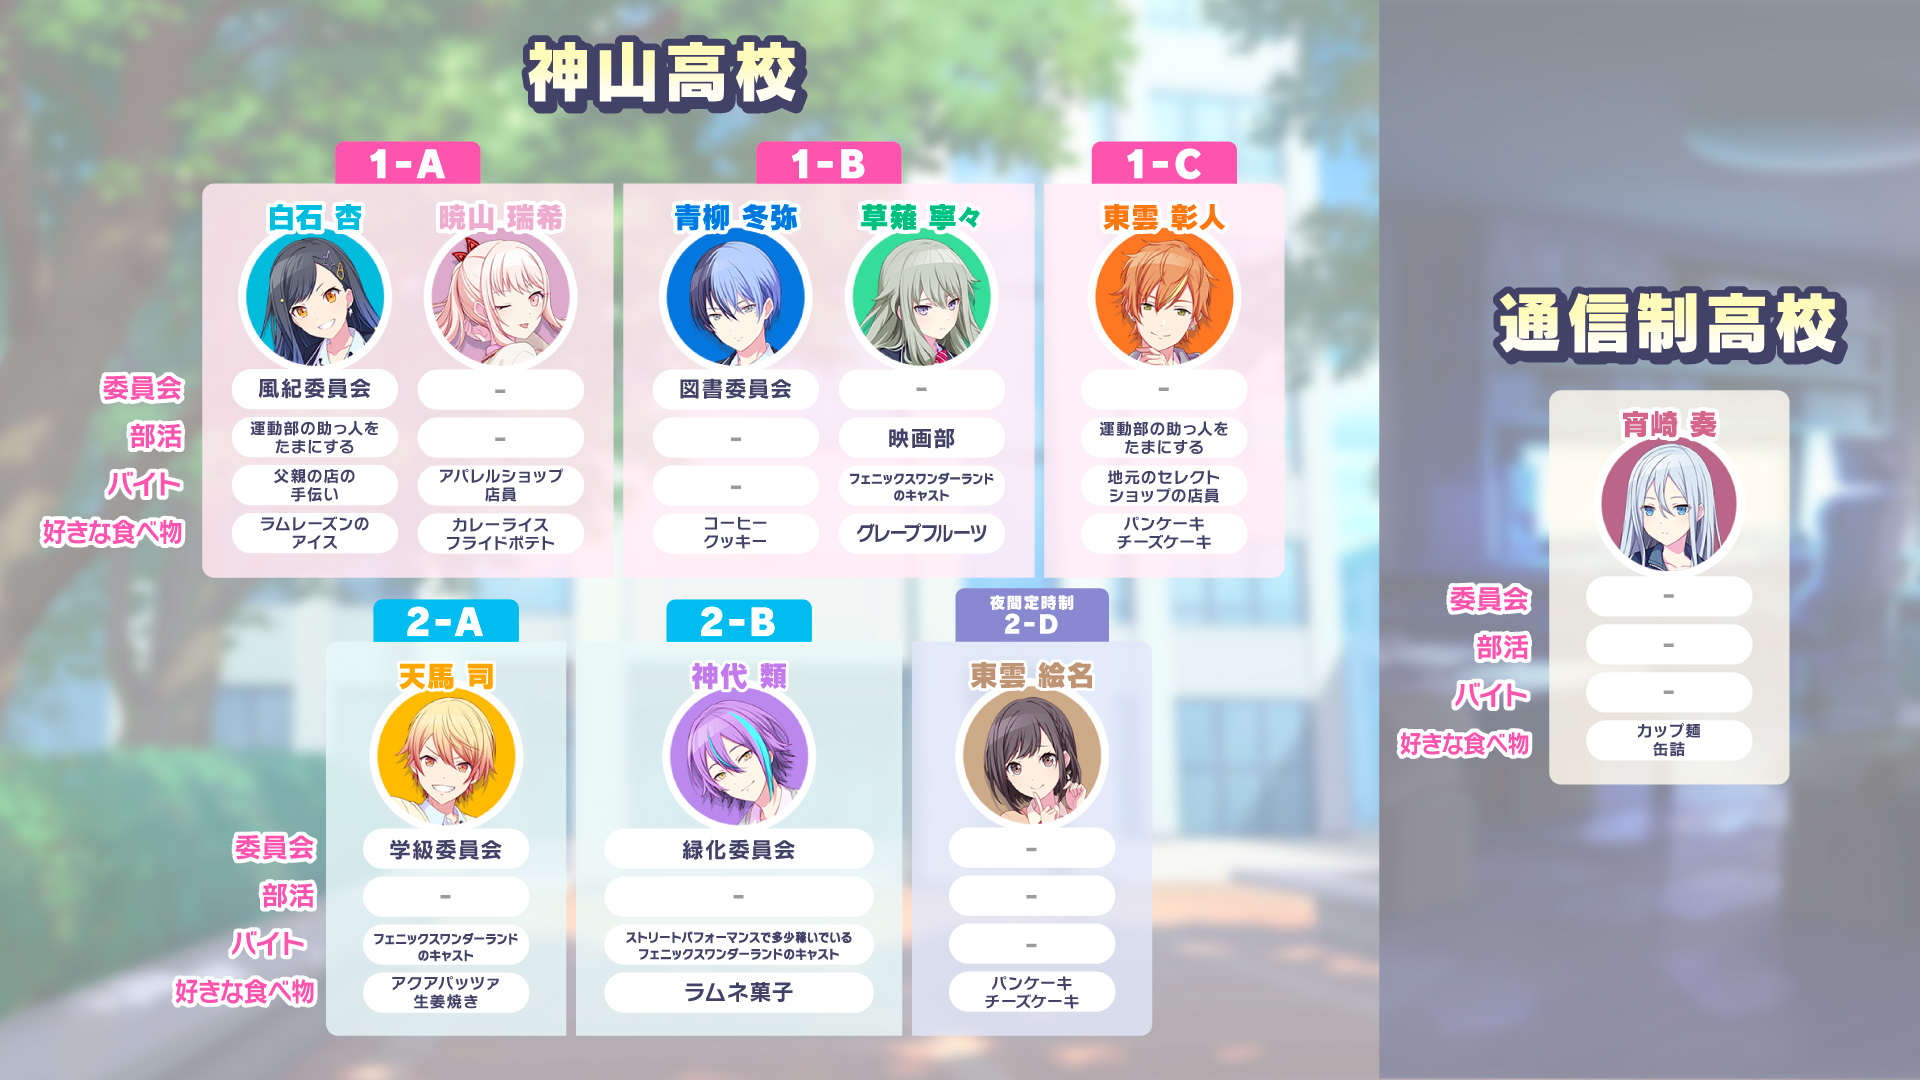 神山高校
1-A
1-B
1-C
白石 杏
暁山 瑞希
青柳 冬弥
草薙 寧々
東雲 彰人
委員会
風紀委員会
-
図書委員会
-
-
部活
運動部の助っ人を
たまにする
-
-
映画部
運動部の助っ人を
たまにする
バイト
父親の店の
手伝い
アパレルショップ
店員
-
フェニックスワンダーランド
のキャスト
地元のセレクト
ショップの店員
好きな食べ物
ラムレーズンの
アイス
カレーライス
フライドポテト
コーヒー
クッキー
グレープフルーツ
パンケーキ
チーズケーキ
2-A
2-B
夜間定時制
2-D
天馬 司
神代 類
東雲 絵名
委員会
学級委員会
緑化委員会
-
部活
-
-
-
バイト
フェニックスワンダーランド
のキャスト
ストリートパフォーマンスで多少稼いでいる
フェニックスワンダーランドのキャスト
-
好きな食べ物
アクアパッツァ
生姜焼き
ラムネ菓子
パンケーキ
チーズケーキ
通信制高校
宵崎 奏
委員会
-
部活
-
バイト
-
好きな食べ物
カップ麺
缶詰